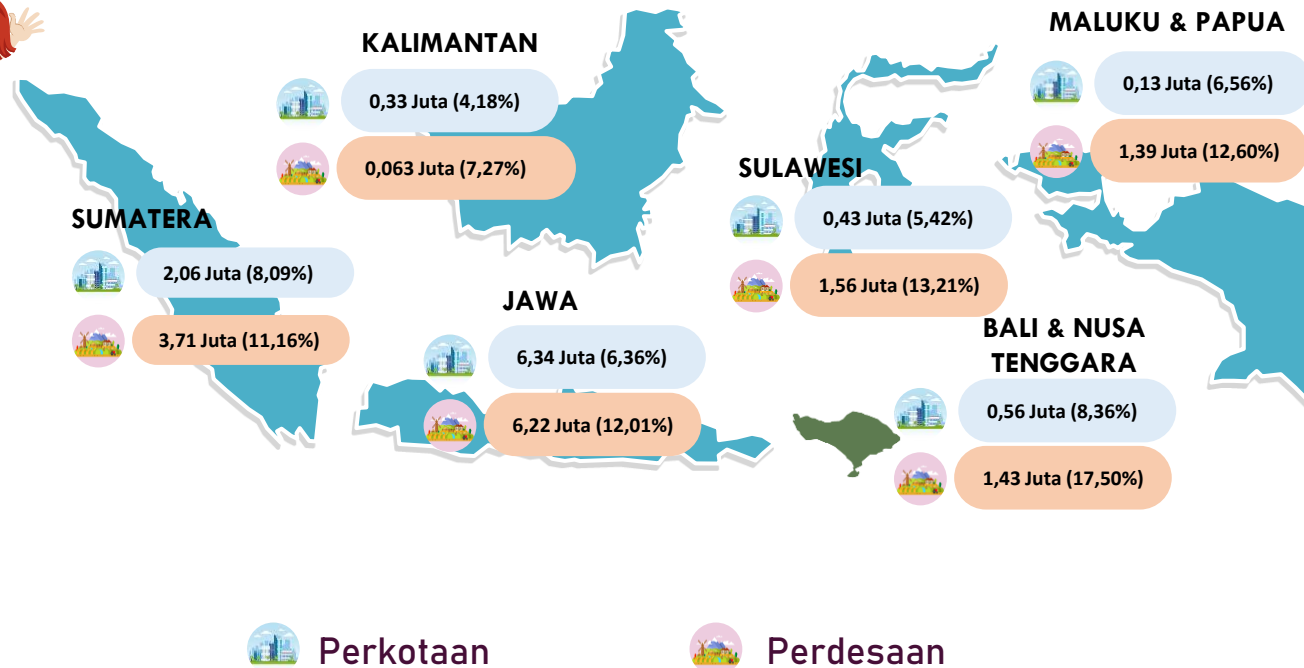 KALIMANTAN
0,33 Juta (4,18%)
0,063 Juta (7,27%)
MALUKU & PAPUA
0,13 Juta (6,56%)
1,39 Juta (12,60%)
SULAWESI
0,43 Juta (5,42%)
1,56 Juta (13,21%)
SUMATERA
2,06 Juta (8,09%)
3,71 Juta (11,16%)
JAWA
6,34 Juta (6,36%)
6,22 Juta (12,01%)
BALI & NUSA
TENGGARA
0,56 Juta (8,36%)
1,43 Juta (17,50%)
Perkotaan
Perdesaan